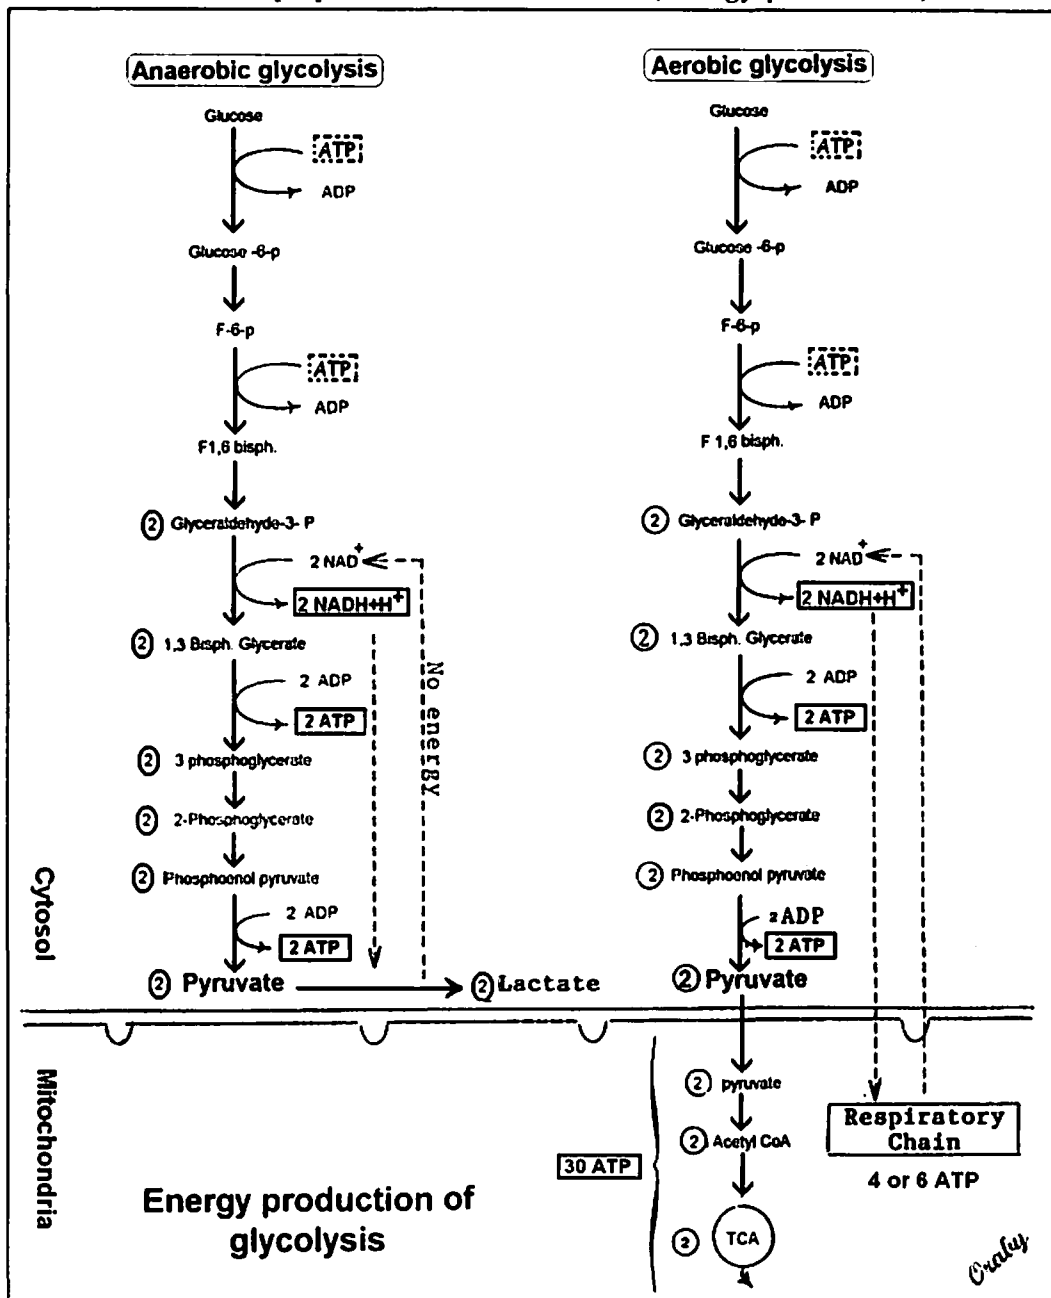 Anaerobic glycolysis
Glucose
ATP
ADP
Glucose -6-p
F-6-p
ATP
ADP
F1,6 bisph.
2 Glyceraldehyde-3- P
2 NAD+
2 NADH+H+
2 1,3 Bisph. Glycerate
2 ADP
2 ATP
No energy
2 3 phosphoglycerate
2 2-Phosphoglycerate
2 Phosphoenol pyruvate
2 ADP
2 ATP
2 Pyruvate
2 Lactate
Aerobic glycolysis
Glucose
ATP
ADP
Glucose -6-p
F-6-p
ATP
ADP
F 1,6 bisph.
2 Glyceraldehyde-3- P
2 NAD+
2 NADH+H+
2 1,3 Bisph. Glycerate
2 ADP
2 ATP
2 3 phosphoglycerate
2 2-Phosphoglycerate
2 Phosphoenol pyruvate
2 ADP
2 ATP
2 Pyruvate
Cytosol
Mitochondria
2 pyruvate
2 Acetyl CoA
2 TCA
30 ATP
Respiratory
Chain
4 or 6 ATP
Energy production of
glycolysis
Oraby